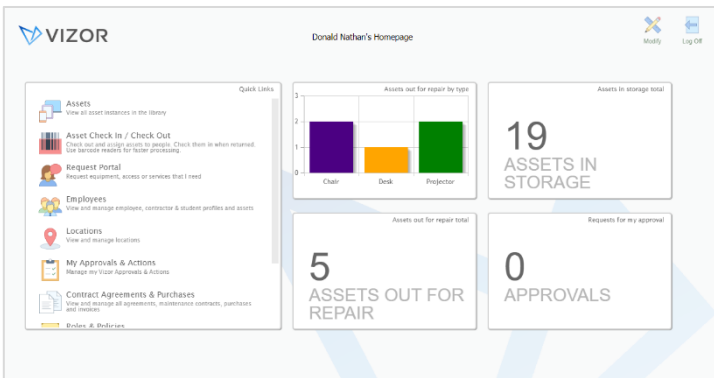 VIZOR
Donald Nathan's Homepage
Modify
Log Off
Quick Links
Assets
View all asset instances in the library
Asset Check In / Check Out
Check out and assign assets to people. Check them in when returned.
Use barcode readers for faster processing.
Request Portal
Request equipment, access or services that I need
Employees
View and manage employee, contractor & student profiles and assets
Locations
View and manage locations
My Approvals & Actions
Manage my Vizor Approvals & Actions
Contract Agreements & Purchases
View and manage all agreements, maintenance contracts, purchases
and invoices
Roles & Policies
Assets out for repair by type
3
2
1
0
Chair
Desk
Projector
Assets in storage total
19
ASSETS IN
STORAGE
Assets out for repair total
5
ASSETS OUT FOR
REPAIR
Requests for my approval
0
APPROVALS